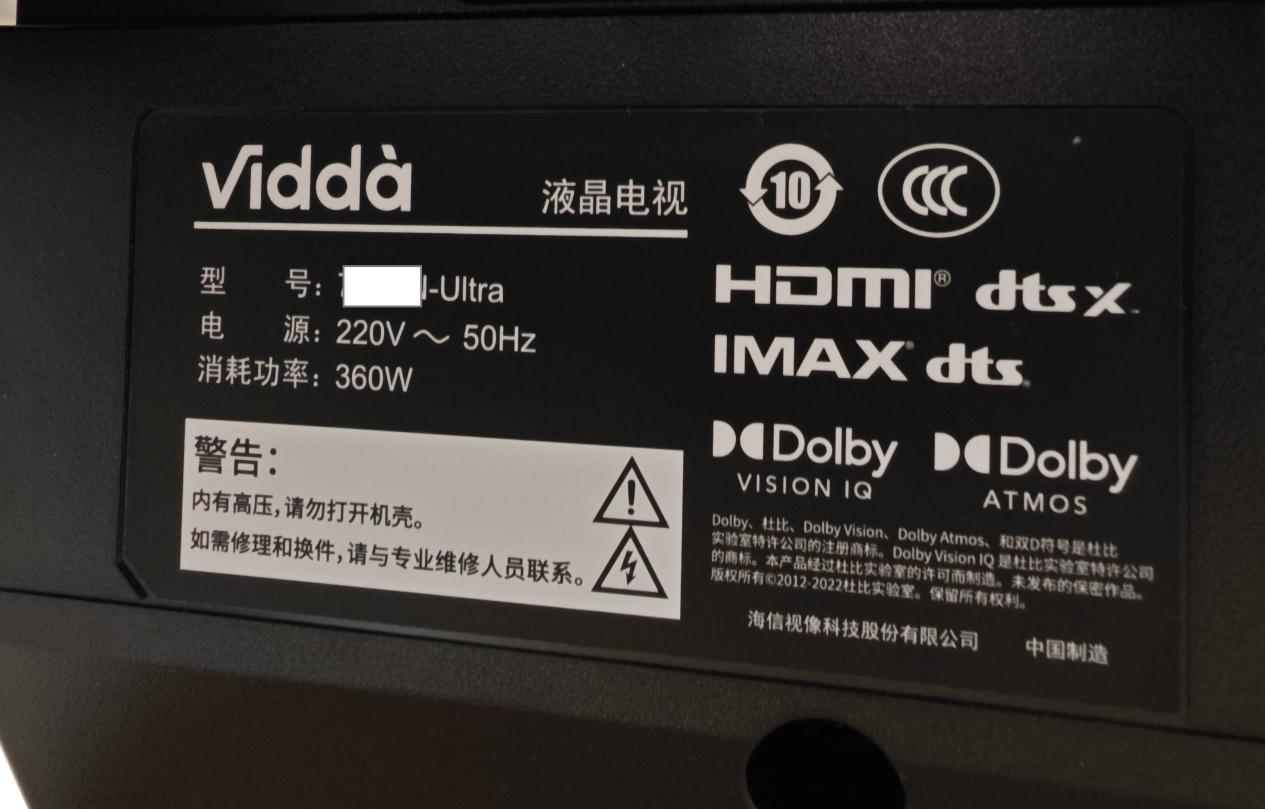 Vidda
液晶电视
10
型 号： -Ultra
电 源：220V～ 50Hz
消耗功率：360W
警告：
内有高压，请勿打开机壳。
如需修理和换件，请与专业维修人员联系。
HDMI® dts X™
IMAX® dts®
Dolby
VISION IQ
Dolby
ATMOS
Dolby、杜比、Dolby Vision、Dolby Atmos、和双D符号是杜比
实验室特许公司的注册商标。Dolby Vision IQ 是杜比实验室特许公司
的商标。本产品经过杜比实验室的许可而制造。未发布的保密作品。
版权所有©2012-2022杜比实验室。保留所有权利。
海信视像科技股份有限公司 中国制造